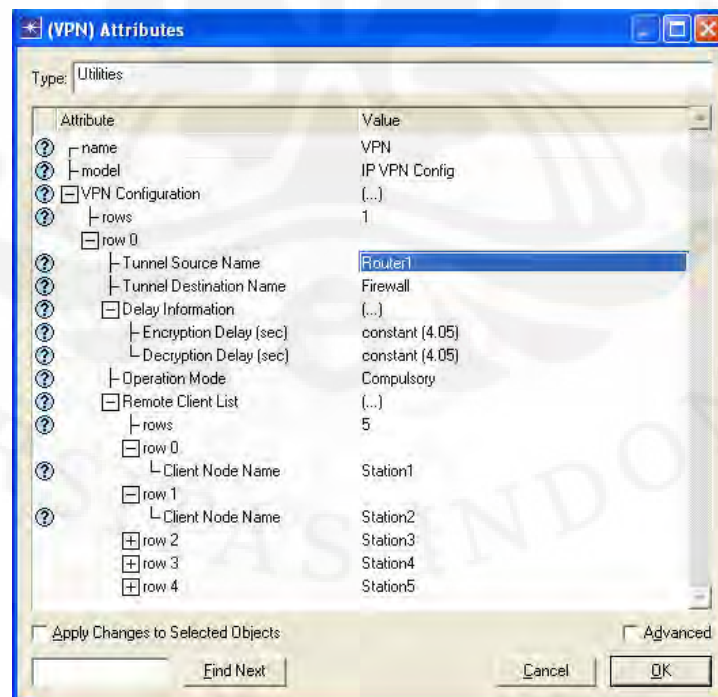 (VPN) Attributes
Type: Utilities
Attribute Value
name VPN
model IP VPN Config
VPN Configuration (...)
rows 1
row 0
Tunnel Source Name Router1
Tunnel Destination Name Firewall
Delay Information (...)
Encryption Delay (sec) constant (4.05)
Decryption Delay (sec) constant (4.05)
Operation Mode Compulsory
Remote Client List (...)
rows 5
row 0
Client Node Name Station1
row 1
Client Node Name Station2
row 2 Station3
row 3 Station4
row 4 Station5
Apply Changes to Selected Objects Advanced
Find Next Cancel OK